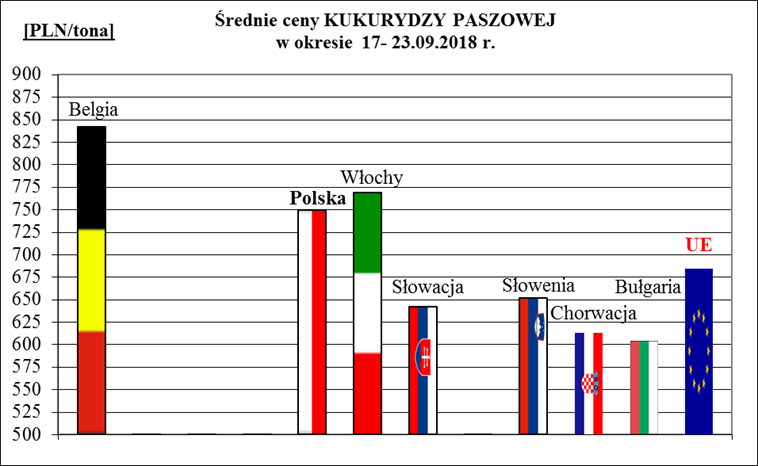 Średnie ceny KUKURYDZY PASZOWEJ
w okresie 17- 23.09.2018 r.
[PLN/tona]
900
875
850
825
800
775
750
725
700
675
650
625
600
575
550
525
500
Belgia
Polska
Włochy
Słowacja
Słowenia
Chorwacja
Bułgaria
UE